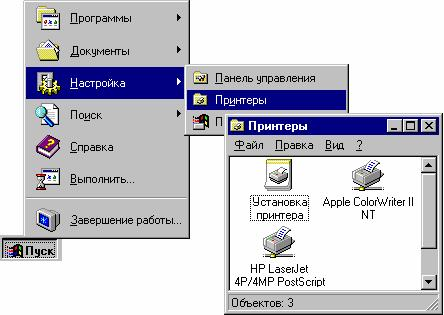 Программы
Документы
Настройка
Поиск
Справка
Выполнить...
Завершение работы...
Пуск
Панель управления
Принтеры
П
Принтеры
Файл Правка Вид ?
Установка
принтера
Apple ColorWriter II
NT
HP LaserJet
4P/4MP PostScript
Объектов: 3